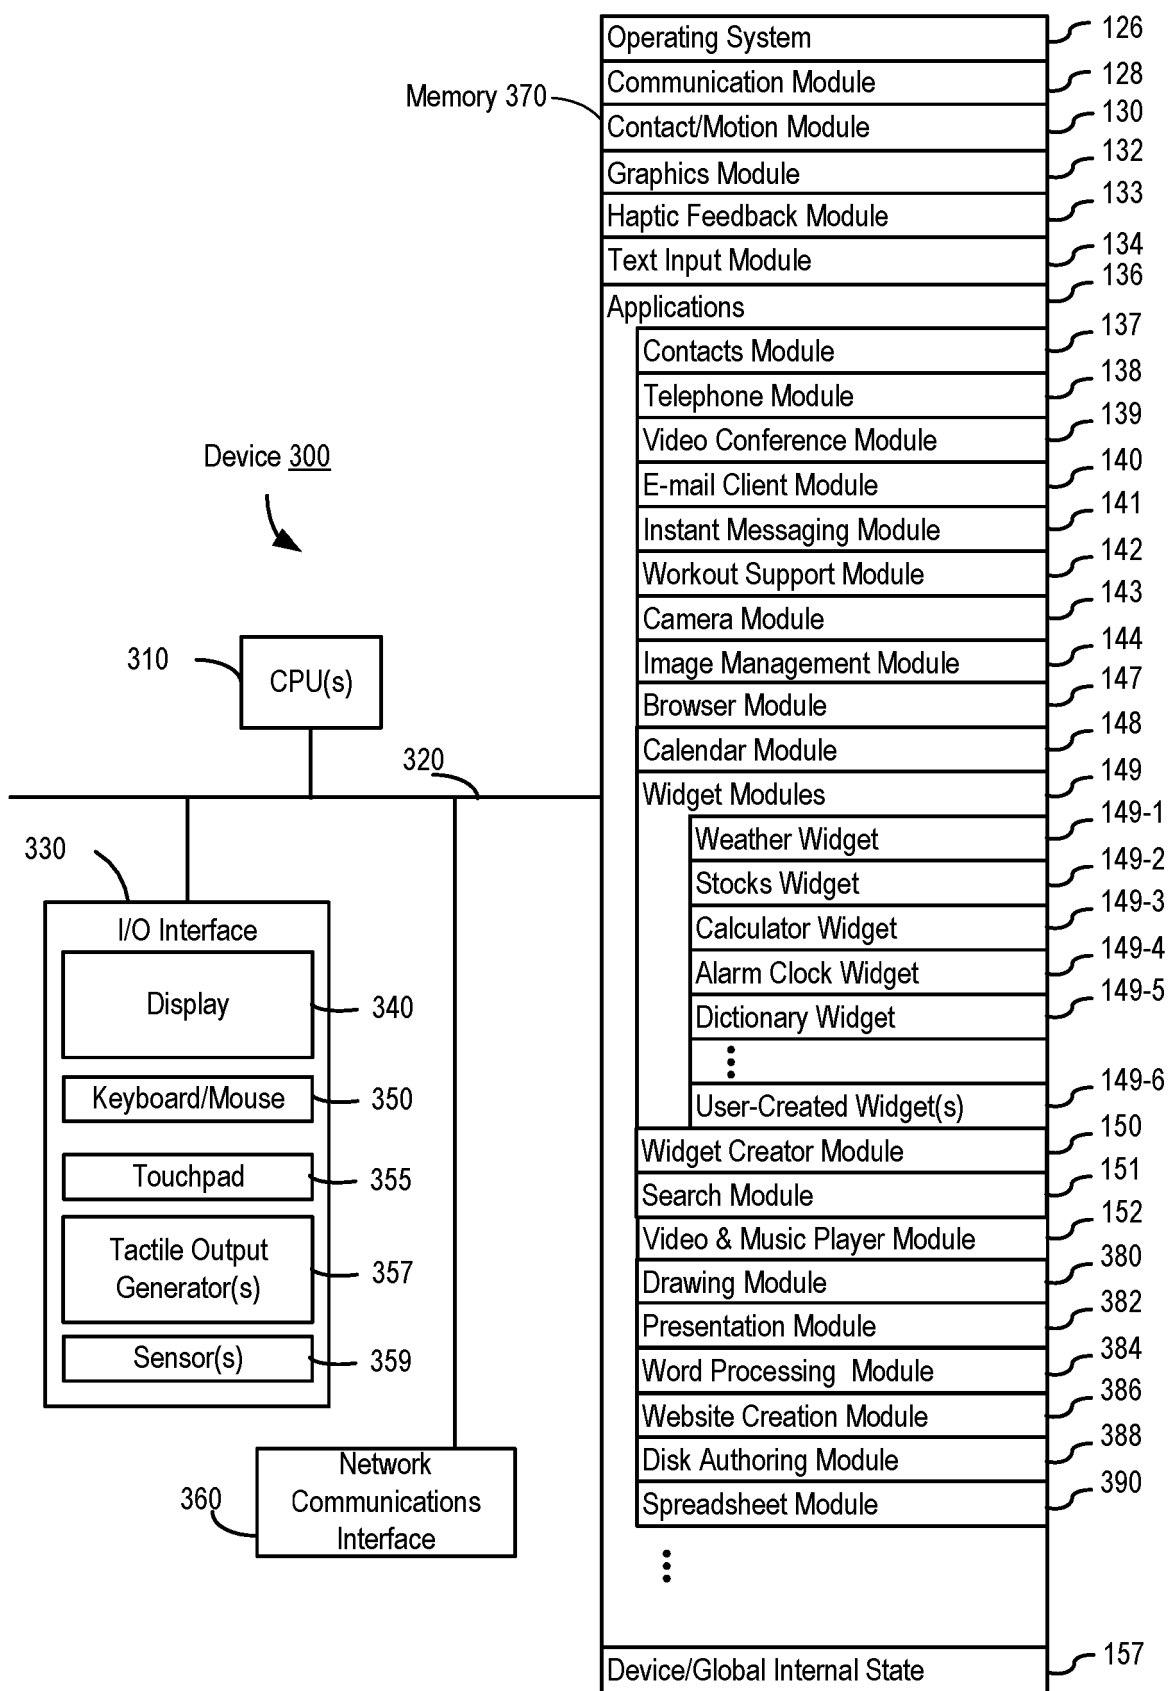 Device 300
310
CPU(s)
320
330
I/O Interface
Display
340
Keyboard/Mouse
350
Touchpad
355
Tactile Output
Generator(s)
357
Sensor(s)
359
360
Network
Communications
Interface
Memory 370
Operating System
126
Communication Module
128
Contact/Motion Module
130
Graphics Module
132
Haptic Feedback Module
133
Text Input Module
134
Applications
136
Contacts Module
137
Telephone Module
138
Video Conference Module
139
E-mail Client Module
140
Instant Messaging Module
141
Workout Support Module
142
Camera Module
143
Image Management Module
144
Browser Module
147
Calendar Module
148
Widget Modules
149
Weather Widget
149-1
Stocks Widget
149-2
Calculator Widget
149-3
Alarm Clock Widget
149-4
Dictionary Widget
149-5
User-Created Widget(s)
149-6
Widget Creator Module
150
Search Module
151
Video & Music Player Module
152
Drawing Module
380
Presentation Module
382
Word Processing  Module
384
Website Creation Module
386
Disk Authoring Module
388
Spreadsheet Module
390
Device/Global Internal State
157